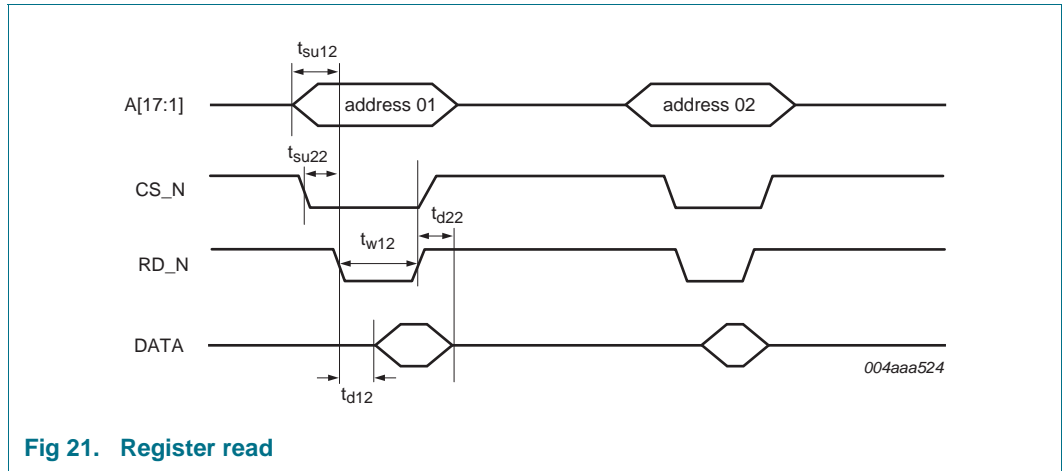 tsu12
A[17:1]
address 01
address 02
tsu22
CS_N
td22
tw12
RD_N
DATA
004aaa524
td12
Fig 21. Register read